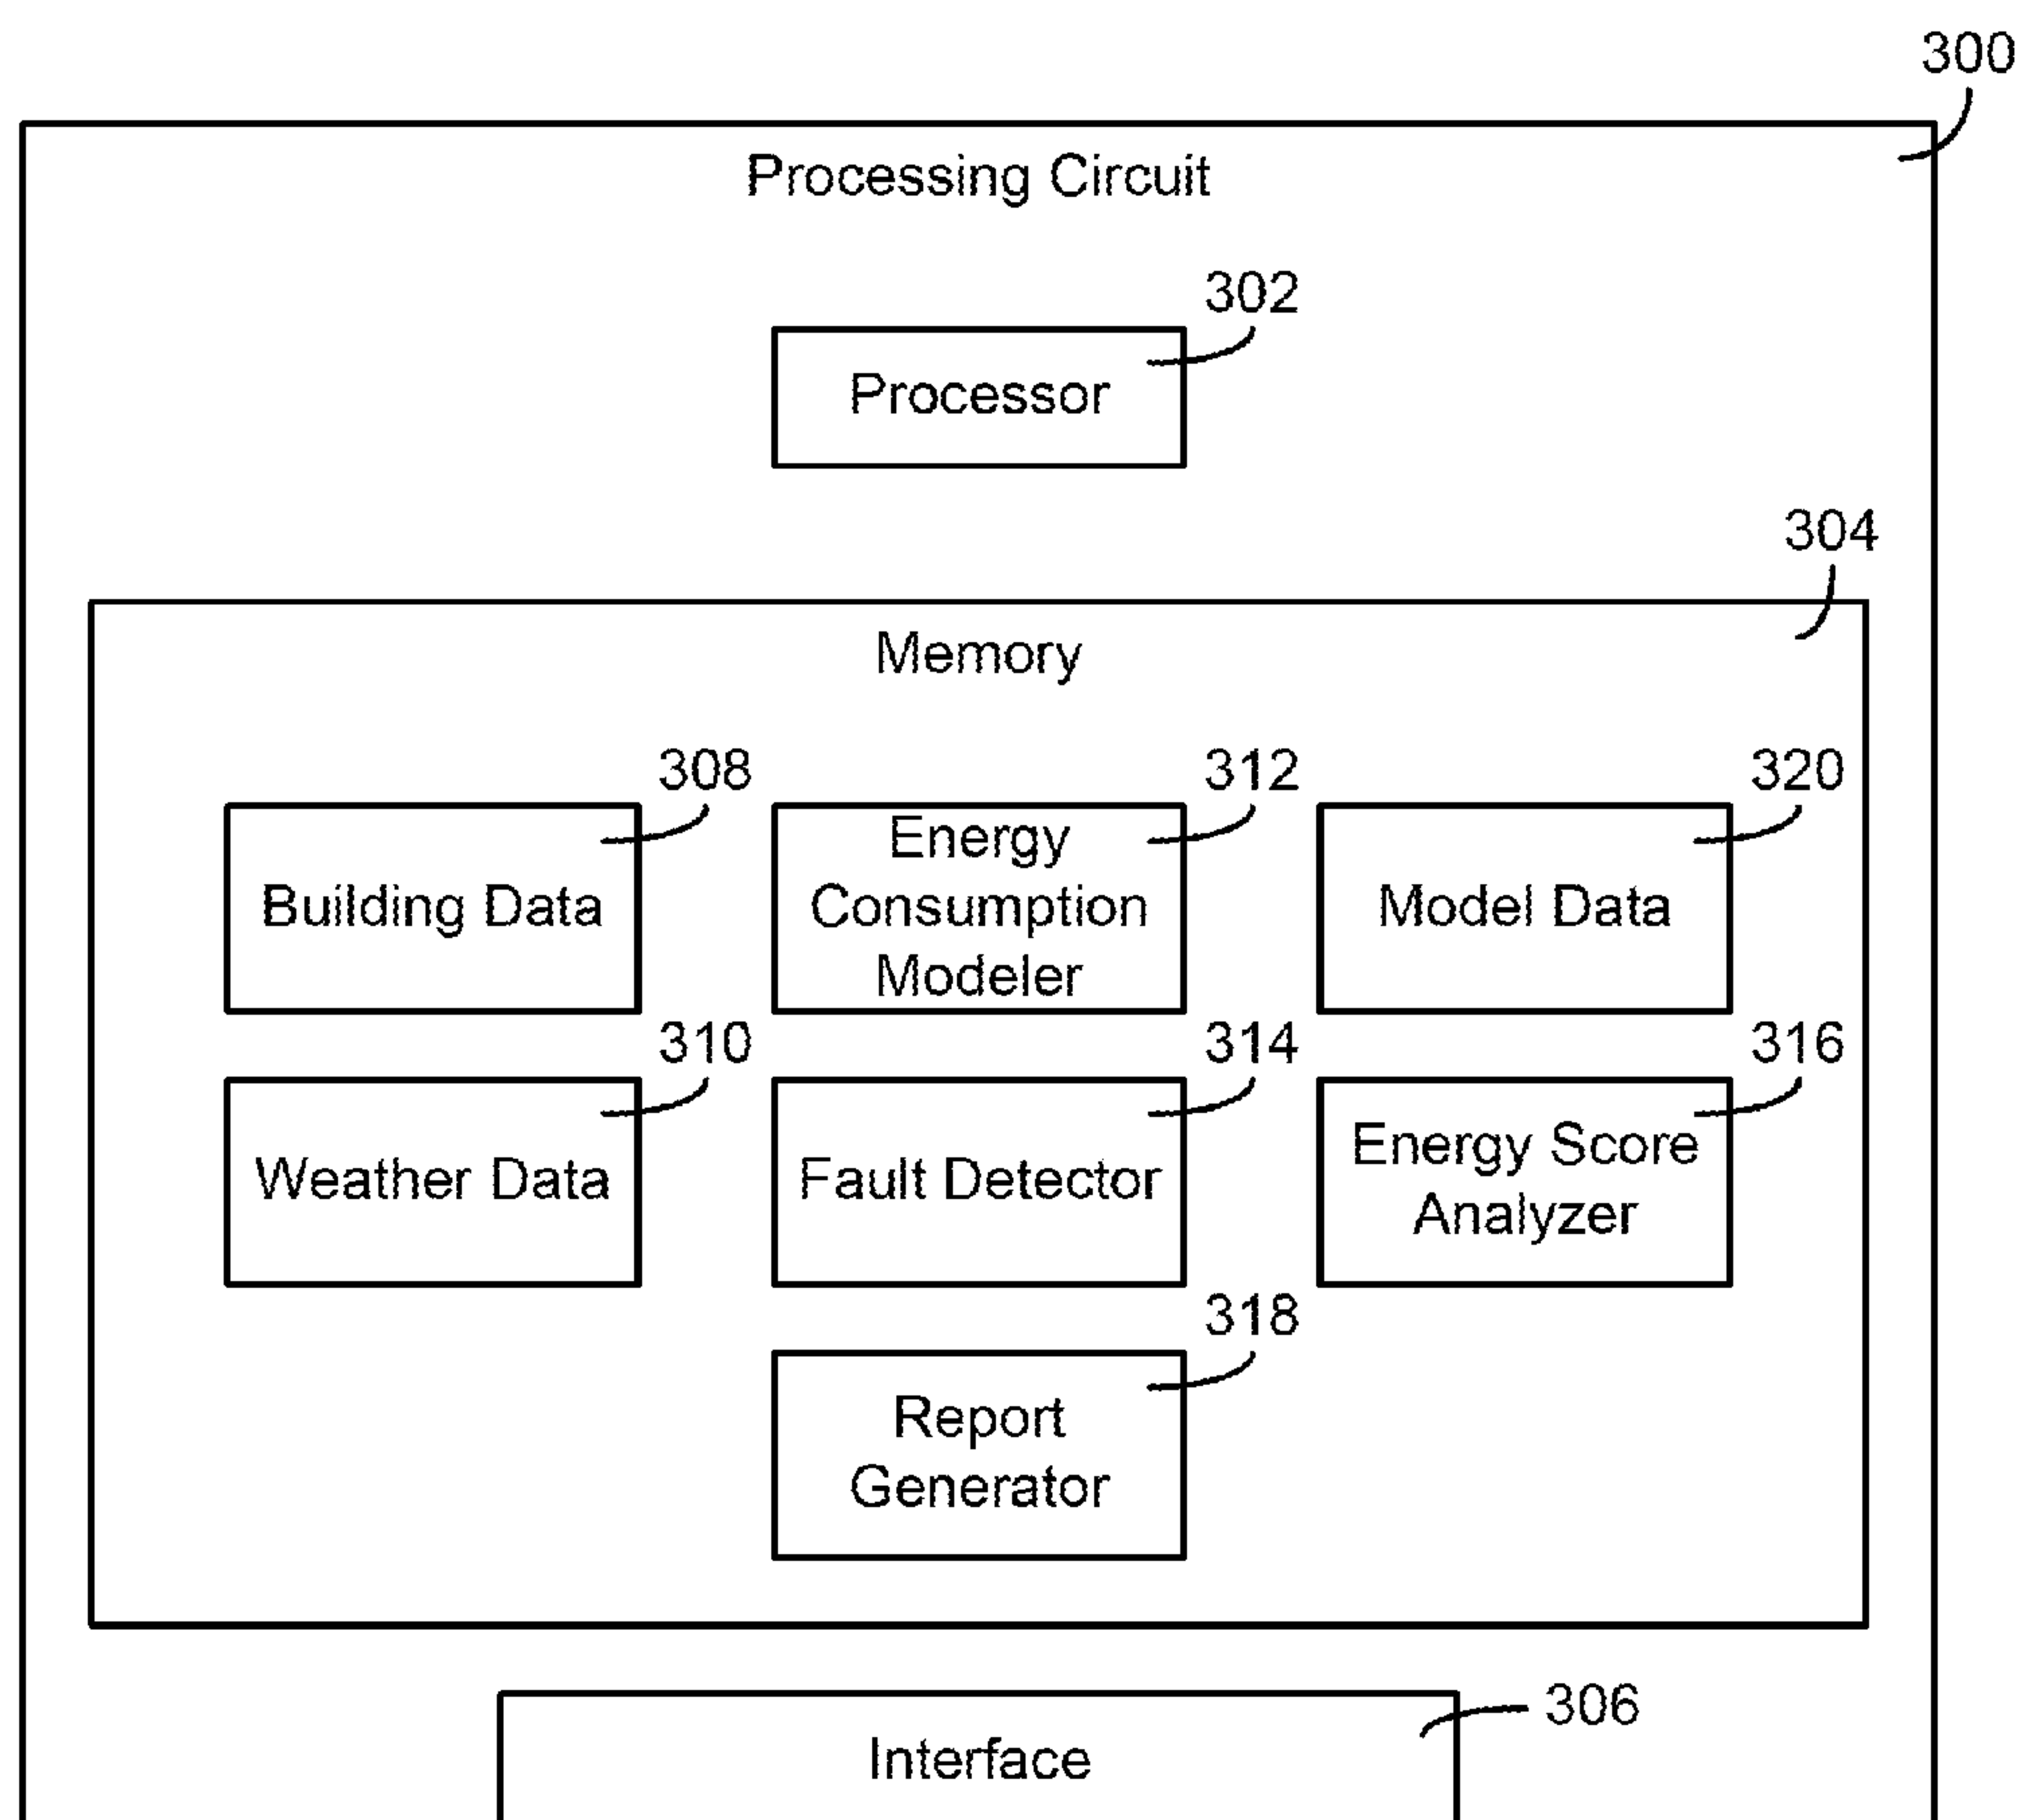 300
Processing Circuit
302
Processor
304
Memory
308
312
320
Building Data
Energy
Consumption
Modeler
Model Data
310
314
316
Weather Data
Fault Detector
Energy Score
Analyzer
318
Report
Generator
306
Interface